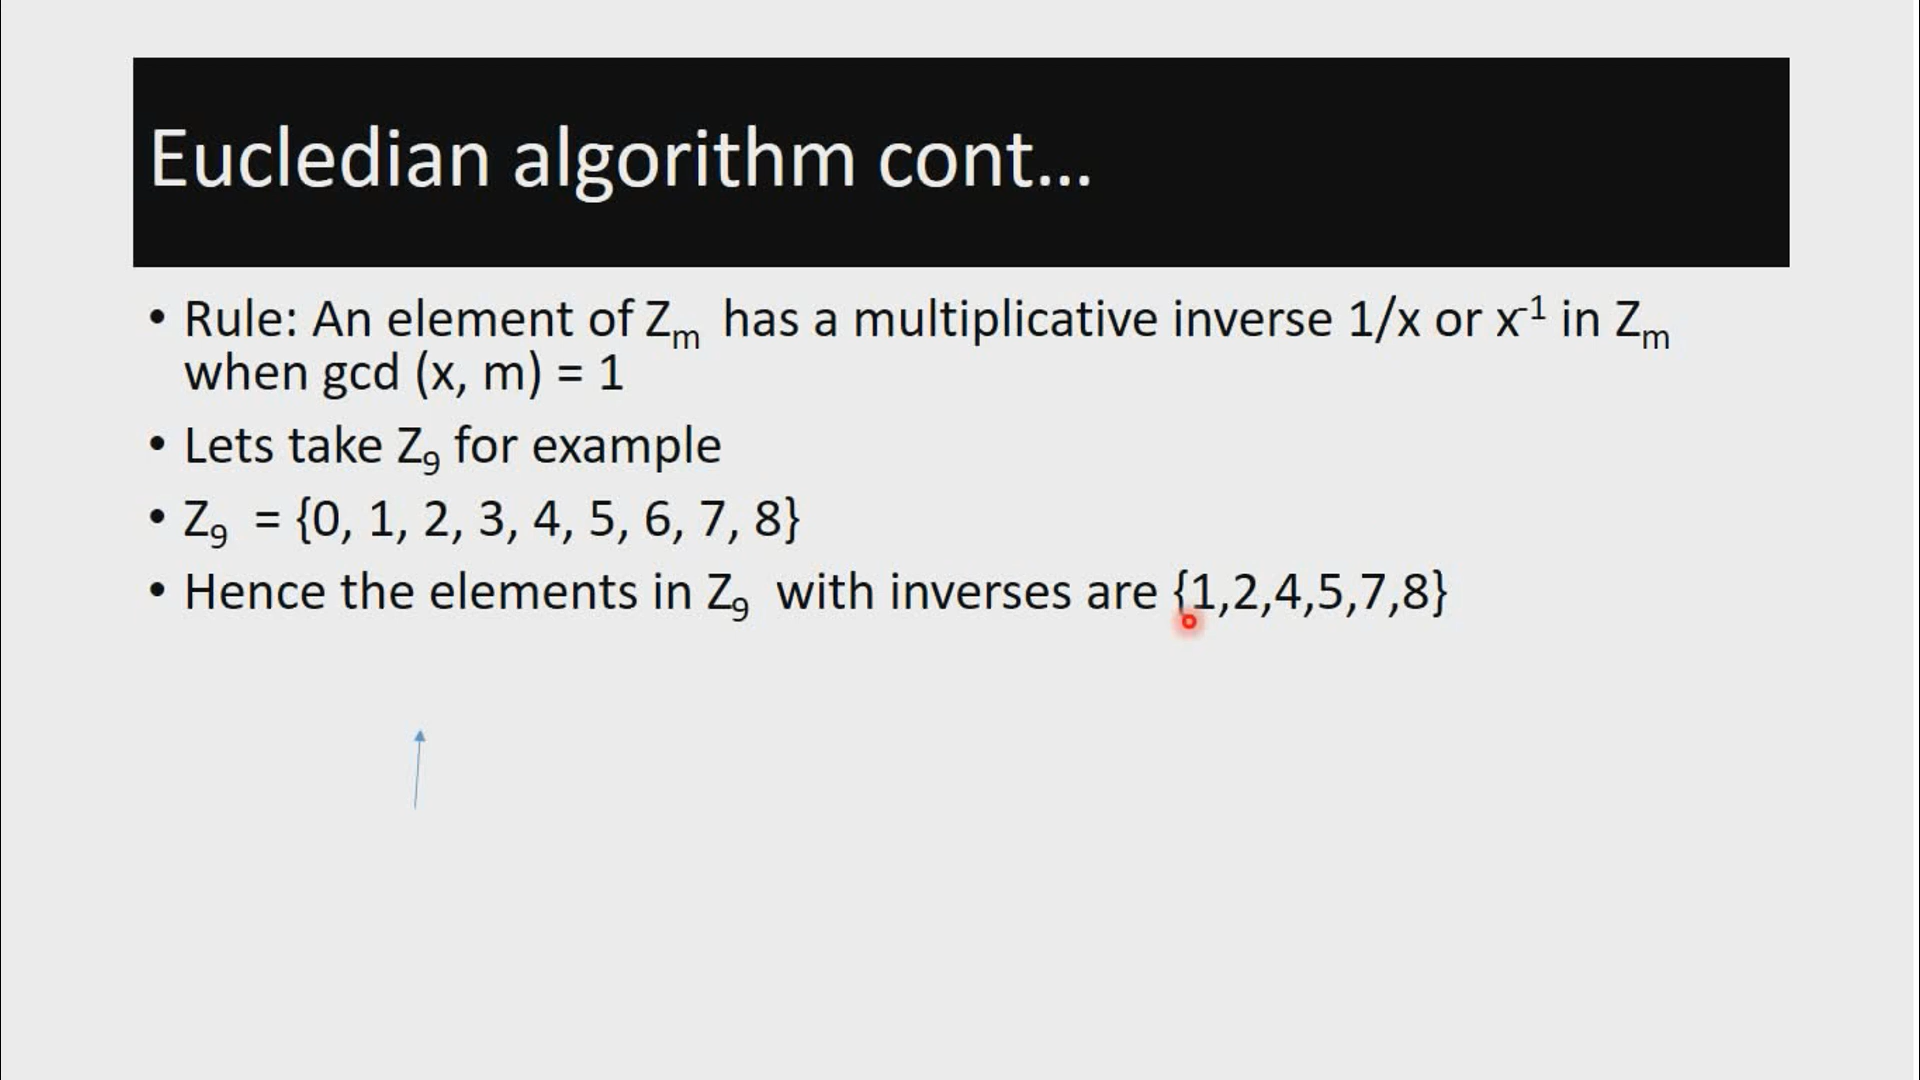 Eucledian algorithm cont...
• Rule: An element of Zₘ has a multiplicative inverse 1/x or x⁻¹ in Zₘ
when gcd (x, m) = 1
• Lets take Z₉ for example
• Z₉ = {0, 1, 2, 3, 4, 5, 6, 7, 8}
• Hence the elements in Z₉ with inverses are {1,2,4,5,7,8}